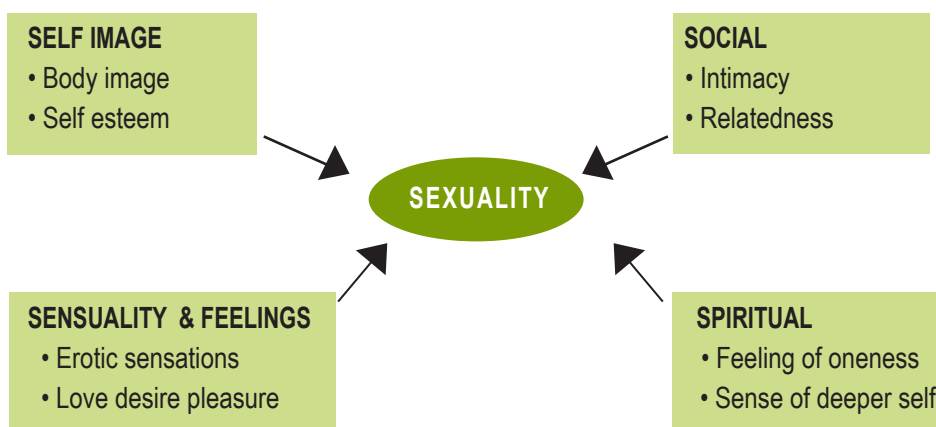 SELF IMAGE
• Body image
• Self esteem
SOCIAL
• Intimacy
• Relatedness
SEXUALITY
SENSUALITY & FEELINGS
• Erotic sensations
• Love desire pleasure
SPIRITUAL
• Feeling of oneness
• Sense of deeper self